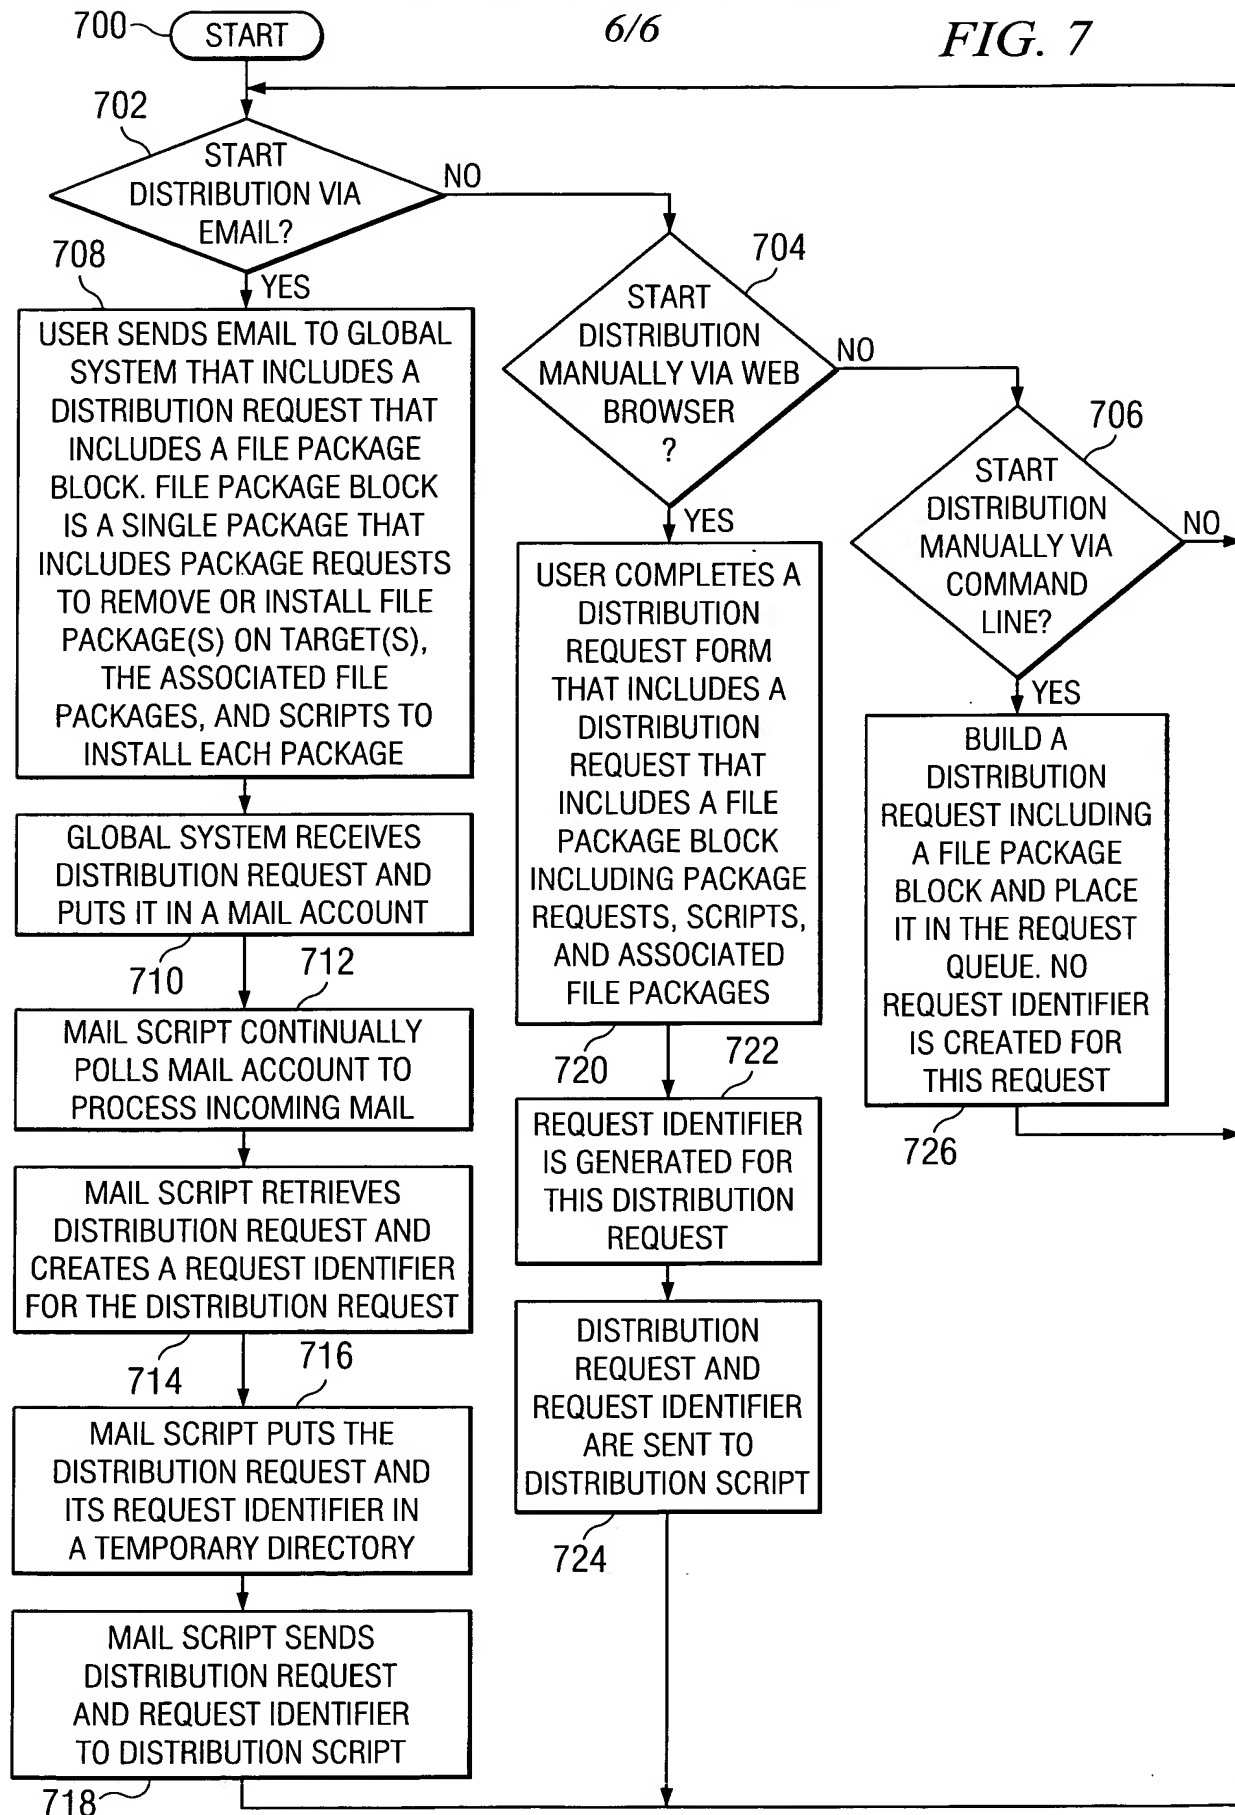 700
START
6/6
FIG. 7
702
START
DISTRIBUTION VIA
EMAIL?
NO
YES
704
START
DISTRIBUTION
MANUALLY VIA WEB
BROWSER
?
NO
YES
706
START
DISTRIBUTION
MANUALLY VIA
COMMAND
LINE?
NO
YES
708
USER SENDS EMAIL TO GLOBAL
SYSTEM THAT INCLUDES A
DISTRIBUTION REQUEST THAT
INCLUDES A FILE PACKAGE
BLOCK. FILE PACKAGE BLOCK
IS A SINGLE PACKAGE THAT
INCLUDES PACKAGE REQUESTS
TO REMOVE OR INSTALL FILE
PACKAGE(S) ON TARGET(S),
THE ASSOCIATED FILE
PACKAGES, AND SCRIPTS TO
INSTALL EACH PACKAGE
GLOBAL SYSTEM RECEIVES
DISTRIBUTION REQUEST AND
PUTS IT IN A MAIL ACCOUNT
710
712
MAIL SCRIPT CONTINUALLY
POLLS MAIL ACCOUNT TO
PROCESS INCOMING MAIL
MAIL SCRIPT RETRIEVES
DISTRIBUTION REQUEST AND
CREATES A REQUEST IDENTIFIER
FOR THE DISTRIBUTION REQUEST
714
716
MAIL SCRIPT PUTS THE
DISTRIBUTION REQUEST AND
ITS REQUEST IDENTIFIER IN
A TEMPORARY DIRECTORY
MAIL SCRIPT SENDS
DISTRIBUTION REQUEST
AND REQUEST IDENTIFIER
TO DISTRIBUTION SCRIPT
718
USER COMPLETES A
DISTRIBUTION
REQUEST FORM
THAT INCLUDES A
DISTRIBUTION
REQUEST THAT
INCLUDES A FILE
PACKAGE BLOCK
INCLUDING PACKAGE
REQUESTS, SCRIPTS,
AND ASSOCIATED
FILE PACKAGES
720
722
REQUEST IDENTIFIER
IS GENERATED FOR
THIS DISTRIBUTION
REQUEST
DISTRIBUTION
REQUEST AND
REQUEST IDENTIFIER
ARE SENT TO
DISTRIBUTION SCRIPT
724
BUILD A
DISTRIBUTION
REQUEST INCLUDING
A FILE PACKAGE
BLOCK AND PLACE
IT IN THE REQUEST
QUEUE. NO
REQUEST IDENTIFIER
IS CREATED FOR
THIS REQUEST
726